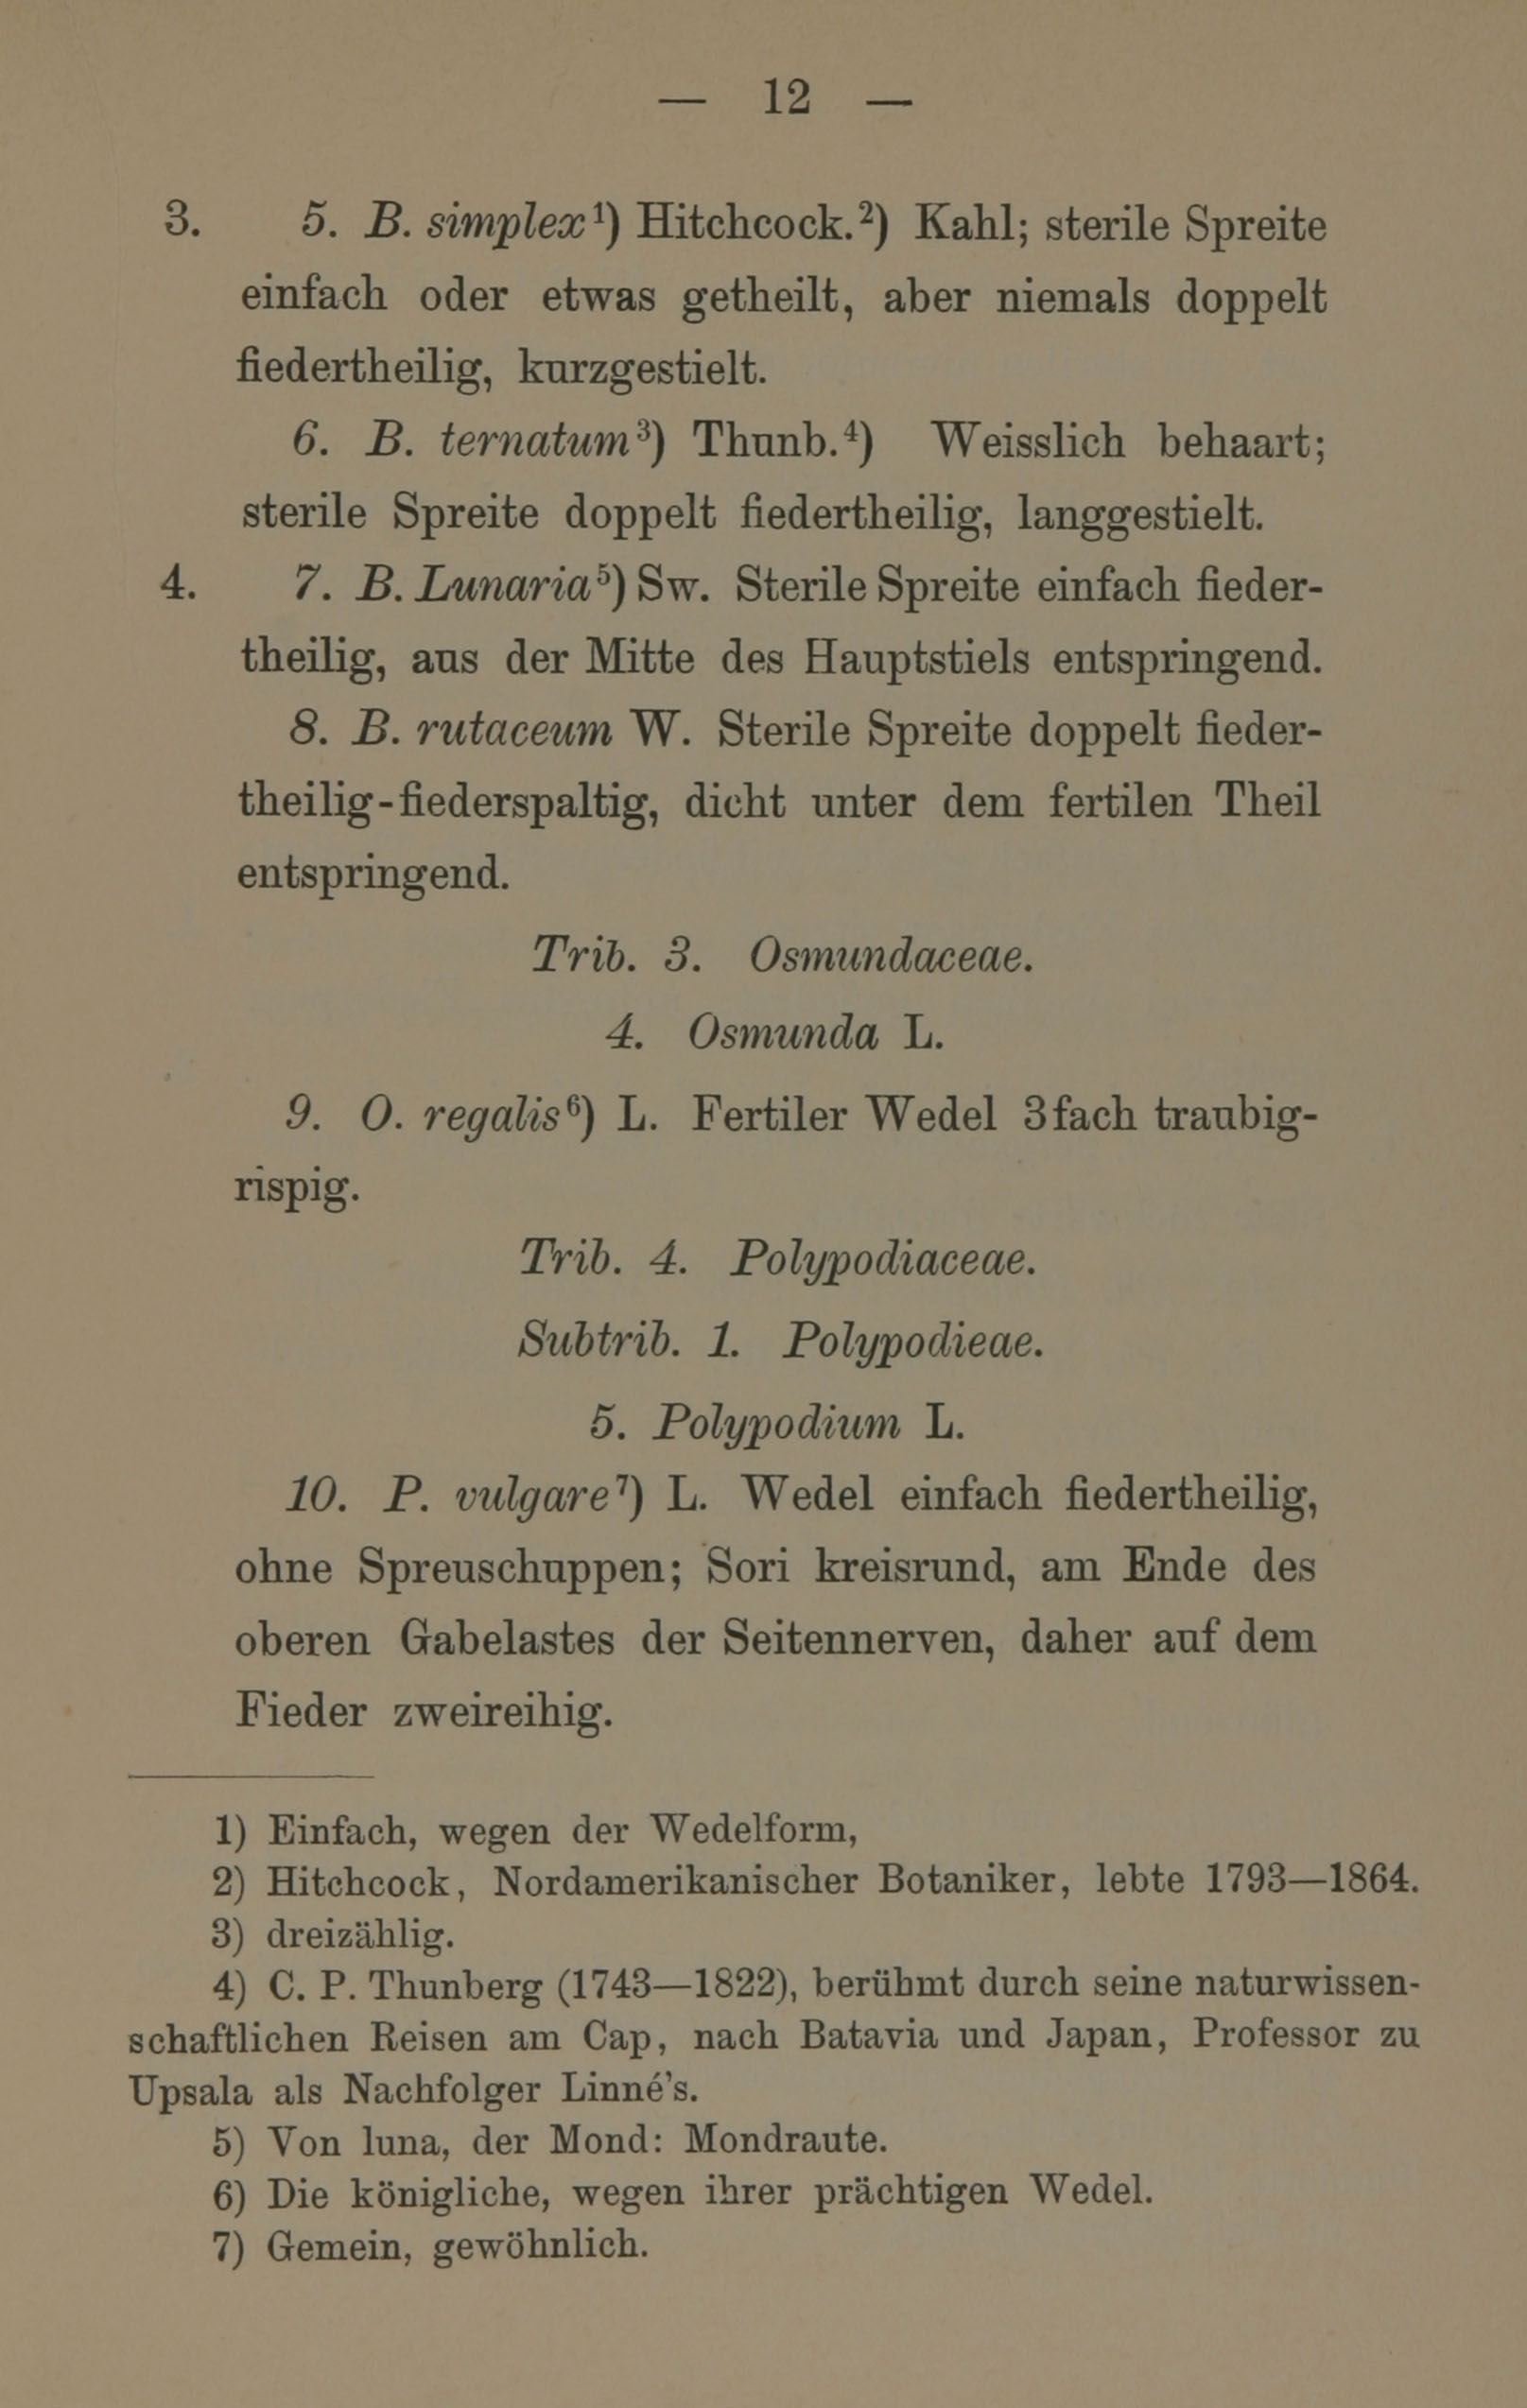 — 12 —
3. 5. B. simplex¹) Hitchcock.²) Kahl; sterile Spreite
einfach oder etwas getheilt, aber niemals doppelt
fiedertheilig, kurzgestielt.
6. B. ternatum³) Thunb.⁴) Weisslich behaart;
sterile Spreite doppelt fiedertheilig, langgestielt.
4. 7. B. Lunaria⁵) Sw. Sterile Spreite einfach fieder-
theilig, aus der Mitte des Hauptstiels entspringend.
8. B. rutaceum W. Sterile Spreite doppelt fieder-
theilig-fiederspaltig, dicht unter dem fertilen Theil
entspringend.
Trib. 3. Osmundaceae.
4. Osmunda L.
9. O. regalis⁶) L. Fertiler Wedel 3fach traubig-
rispig.
Trib. 4. Polypodiaceae.
Subtrib. 1. Polypodieae.
5. Polypodium L.
10. P. vulgare⁷) L. Wedel einfach fiedertheilig,
ohne Spreuschuppen; Sori kreisrund, am Ende des
oberen Gabelastes der Seitennerven, daher auf dem
Fieder zweireihig.
1) Einfach, wegen der Wedelform,
2) Hitchcock, Nordamerikanischer Botaniker, lebte 1793—1864.
3) dreizählig.
4) C. P. Thunberg (1743—1822), berühmt durch seine naturwissen-
schaftlichen Reisen am Cap, nach Batavia und Japan, Professor zu
Upsala als Nachfolger Linné's.
5) Von luna, der Mond: Mondraute.
6) Die königliche, wegen ihrer prächtigen Wedel.
7) Gemein, gewöhnlich.